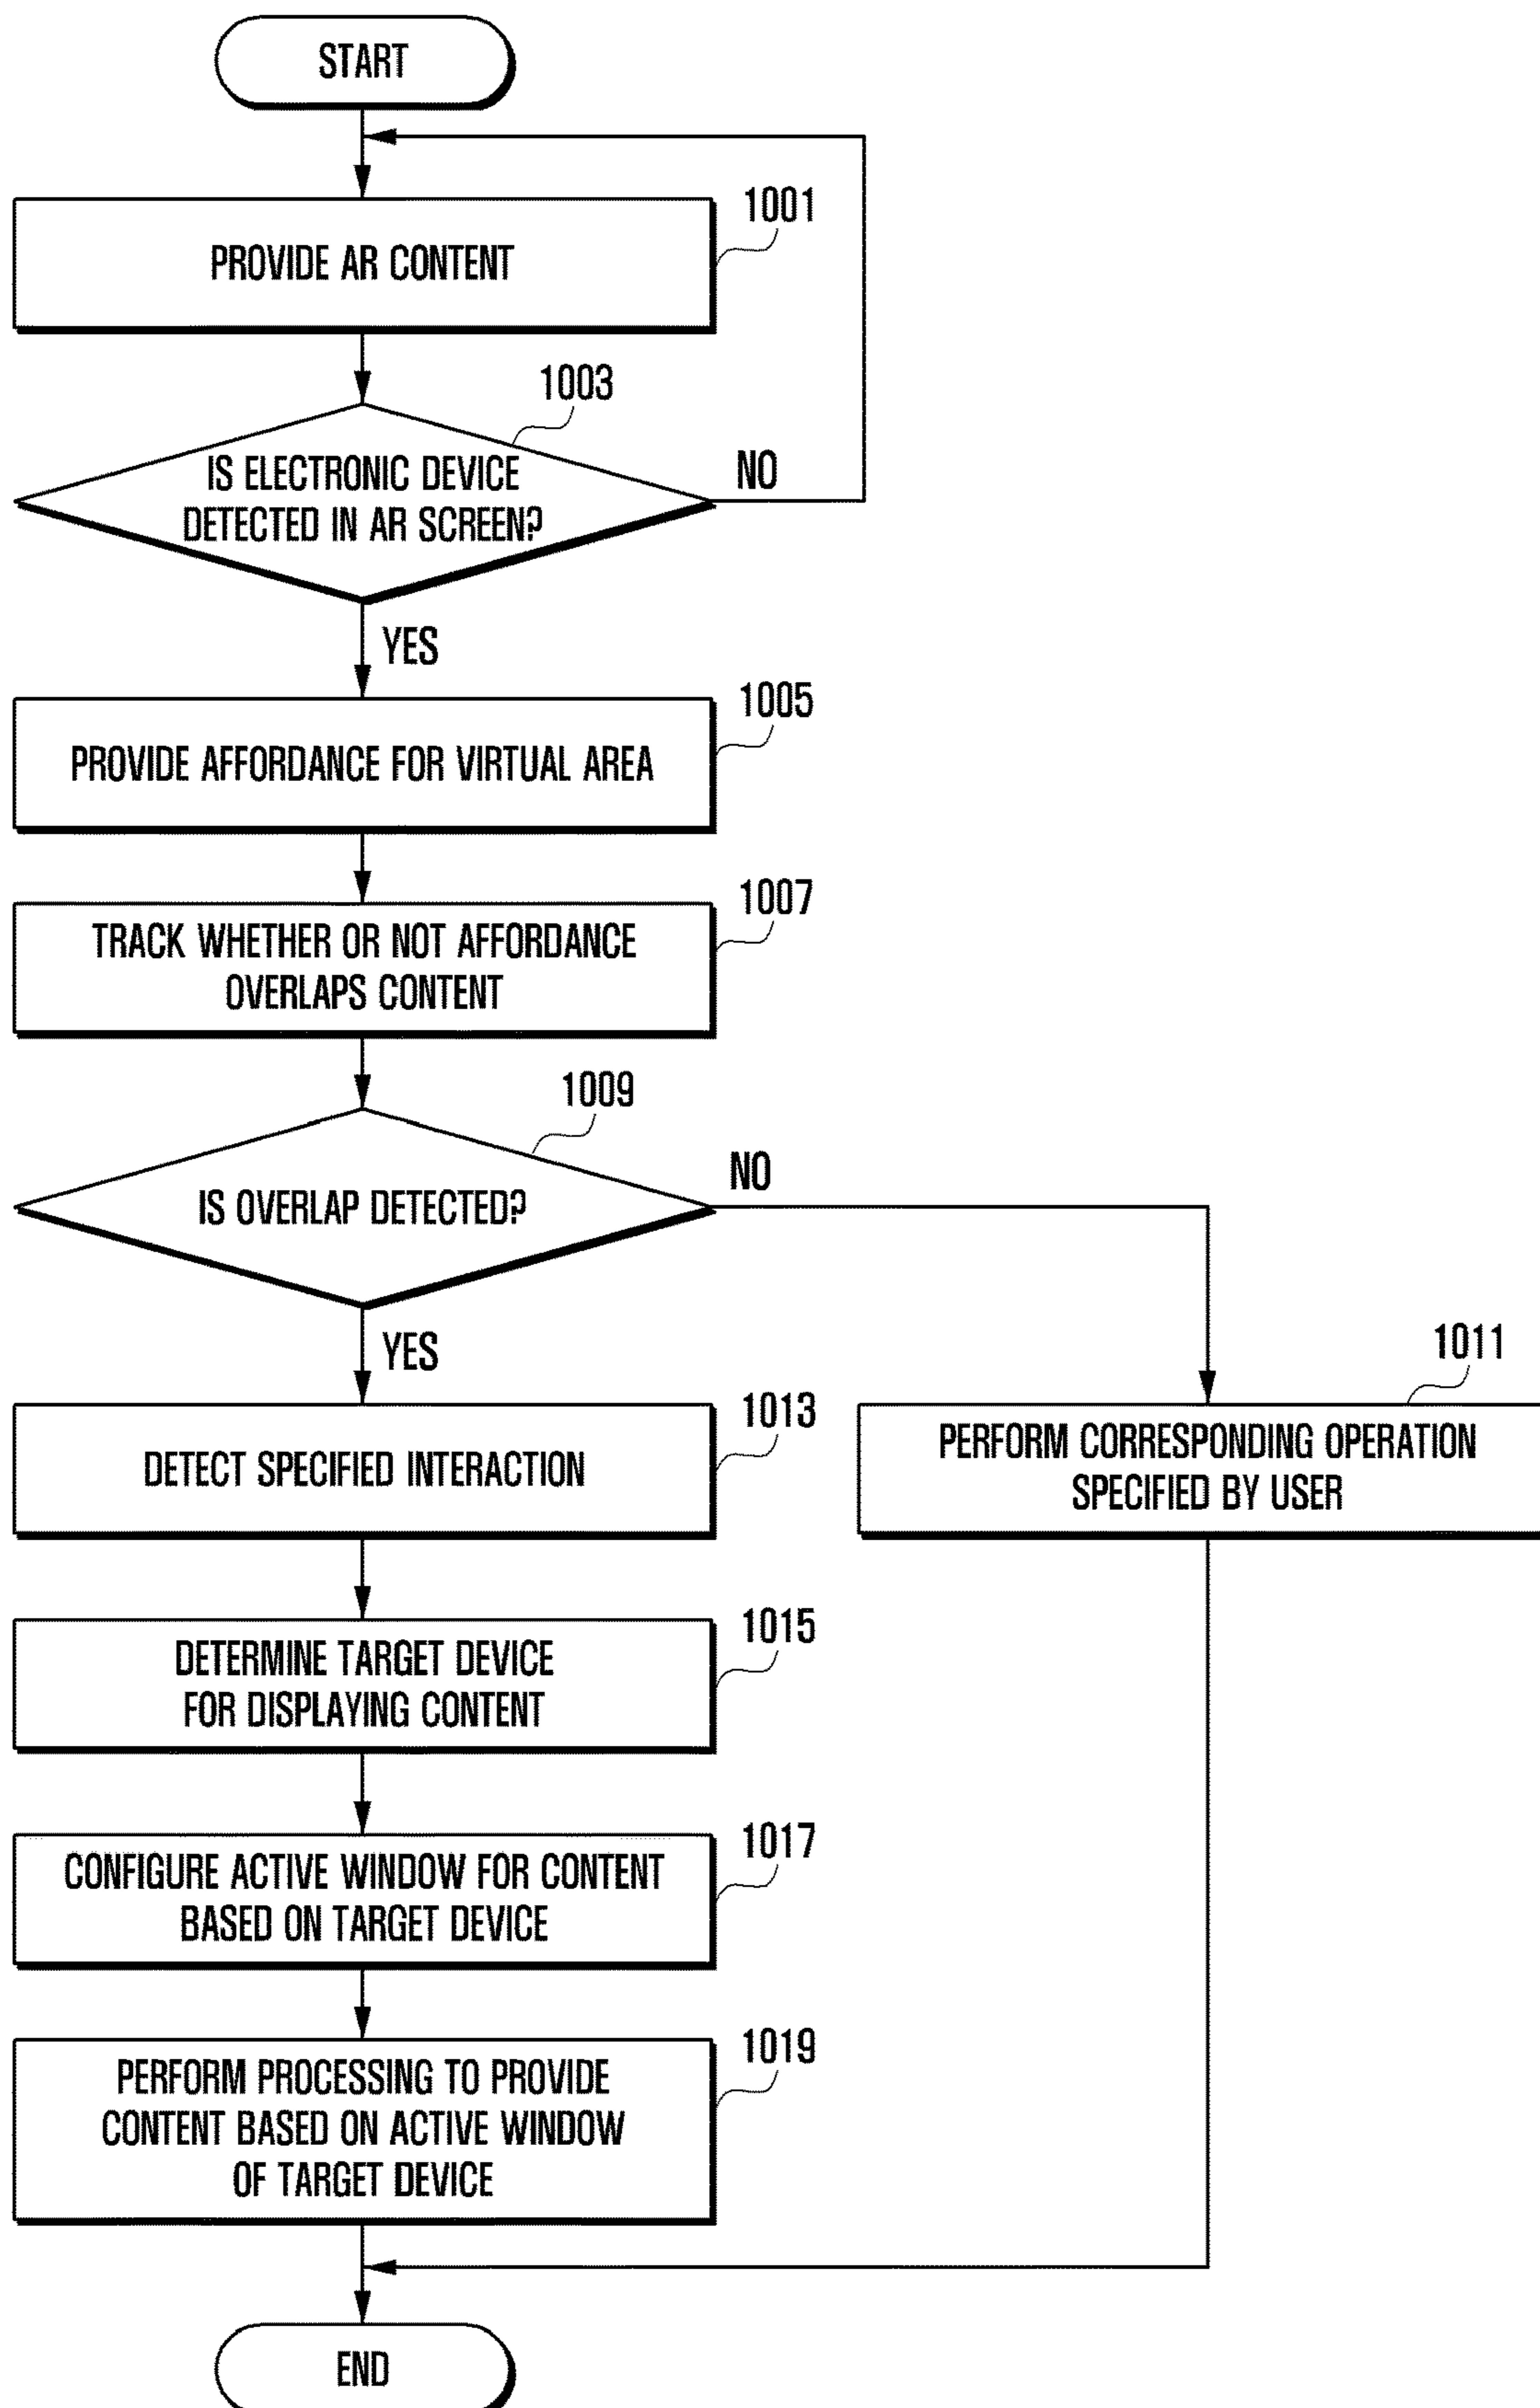 START
1001
PROVIDE AR CONTENT
1003
IS ELECTRONIC DEVICE
DETECTED IN AR SCREEN?
NO
YES
1005
PROVIDE AFFORDANCE FOR VIRTUAL AREA
1007
TRACK WHETHER OR NOT AFFORDANCE
OVERLAPS CONTENT
1009
IS OVERLAP DETECTED?
NO
YES
1011
PERFORM CORRESPONDING OPERATION
SPECIFIED BY USER
1013
DETECT SPECIFIED INTERACTION
1015
DETERMINE TARGET DEVICE
FOR DISPLAYING CONTENT
1017
CONFIGURE ACTIVE WINDOW FOR CONTENT
BASED ON TARGET DEVICE
1019
PERFORM PROCESSING TO PROVIDE
CONTENT BASED ON ACTIVE WINDOW
OF TARGET DEVICE
END